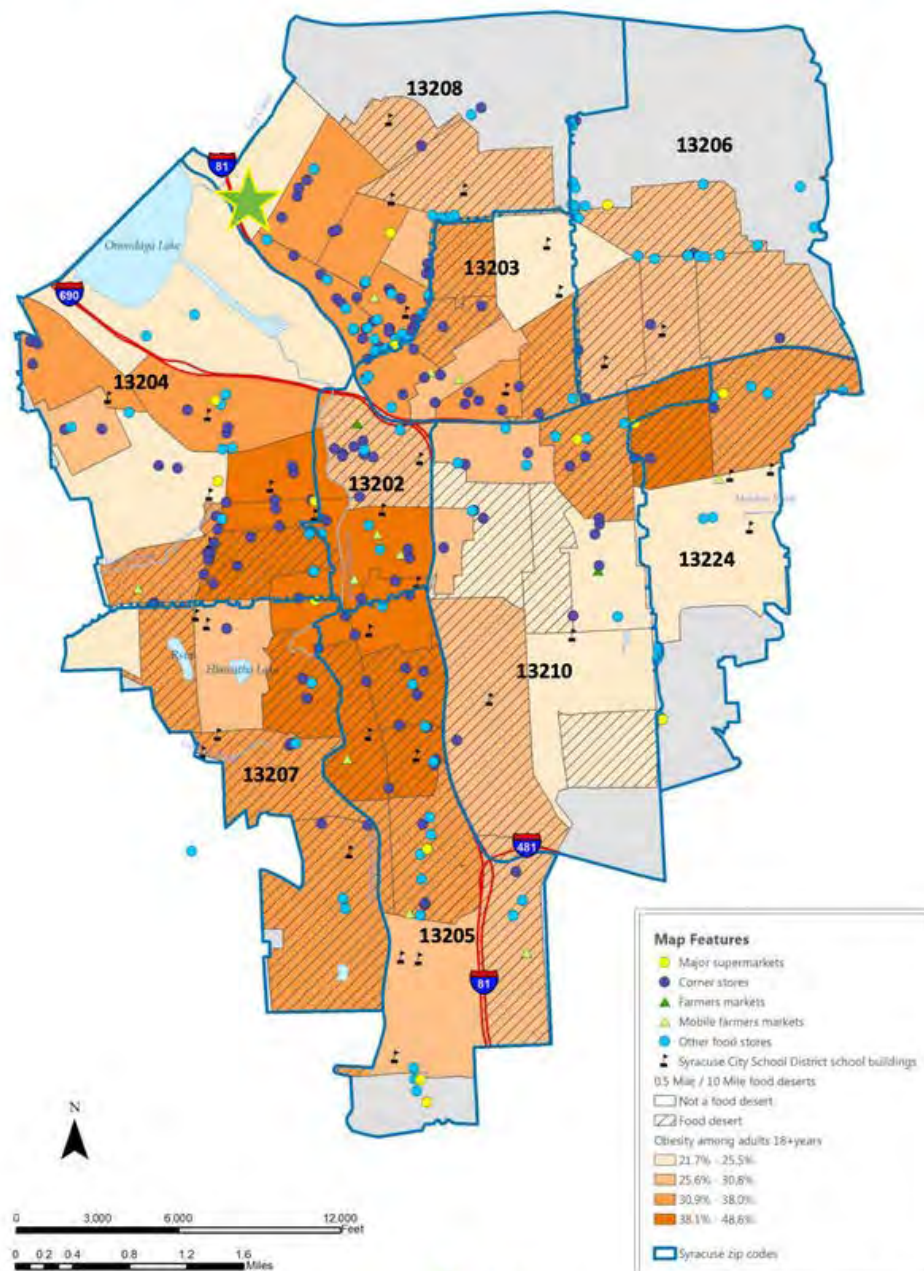 13208
13206
81
Onondaga Lake
13203
690
13204
13202
13224
13210
Hiawatha Lake
13207
481
13205
81
Map Features
Major supermarkets
Corner stores
Farmers markets
Mobile farmers markets
Other food stores
Syracuse City School District school buildings
0.5 Mile / 10 Mile food deserts
Not a food desert
Food desert
Obesity among adults 18+years
21.7% - 25.5%
25.6% - 30.8%
30.9% - 38.0%
38.1% - 48.6%
Syracuse zip codes
N
0 3,000 6,000 12,000
Feet
0 0.2 0.4 0.8 1.2 1.6
Miles